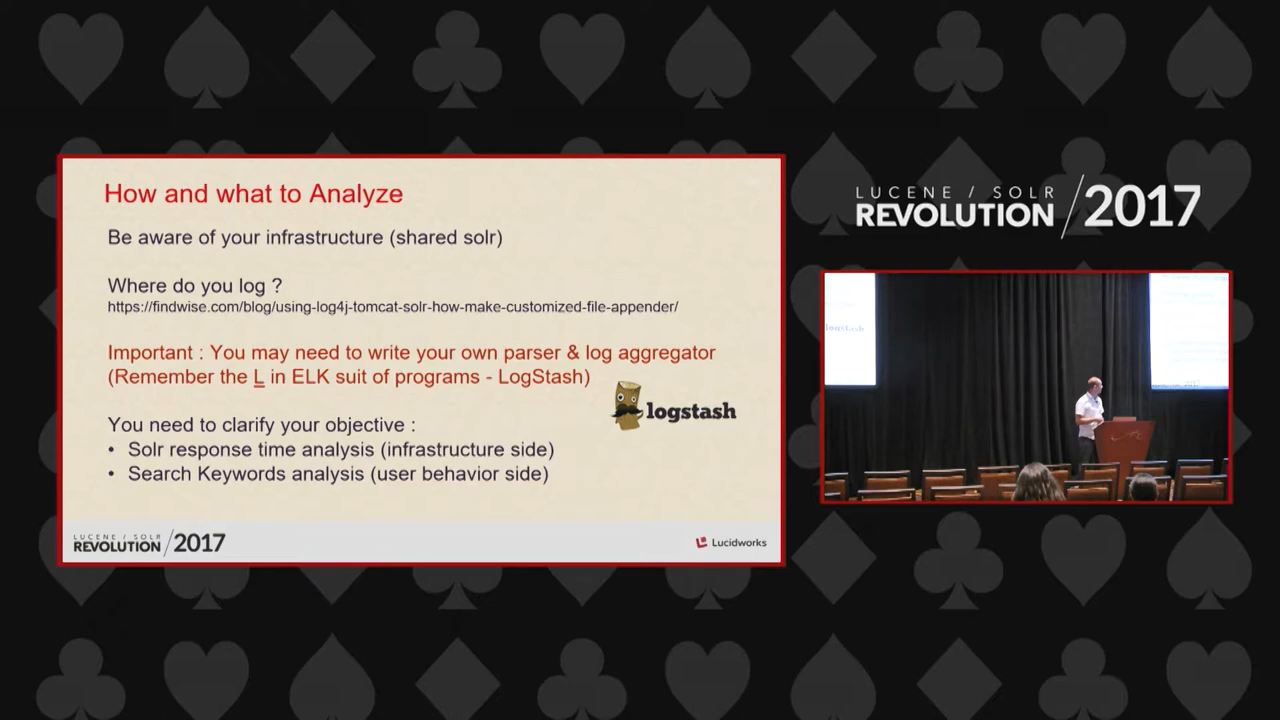 How and what to Analyze
Be aware of your infrastructure (shared solr)
Where do you log ?
https://findwise.com/blog/using-log4j-tomcat-solr-how-make-customized-file-appender/
Important : You may need to write your own parser & log aggregator
(Remember the L in ELK suit of programs - LogStash)
logstash
You need to clarify your objective :
• Solr response time analysis (infrastructure side)
• Search Keywords analysis (user behavior side)
LUCENE / SOLR
REVOLUTION /2017
Lucidworks
LUCENE / SOLR
REVOLUTION /2017
logstash